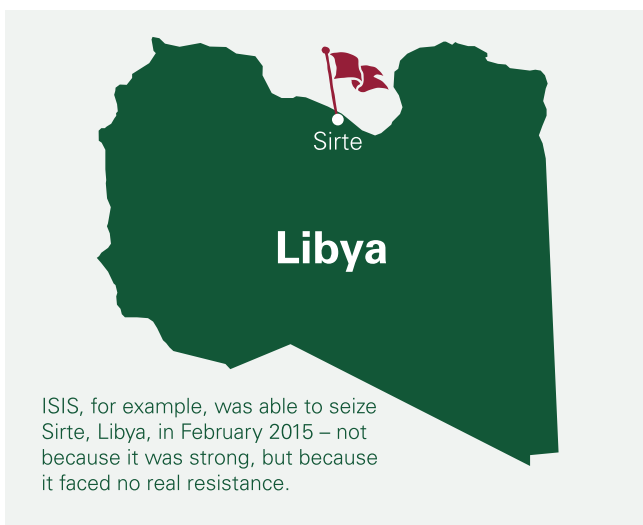 Sirte
Libya
ISIS, for example, was able to seize
Sirte, Libya, in February 2015 – not
because it was strong, but because
it faced no real resistance.